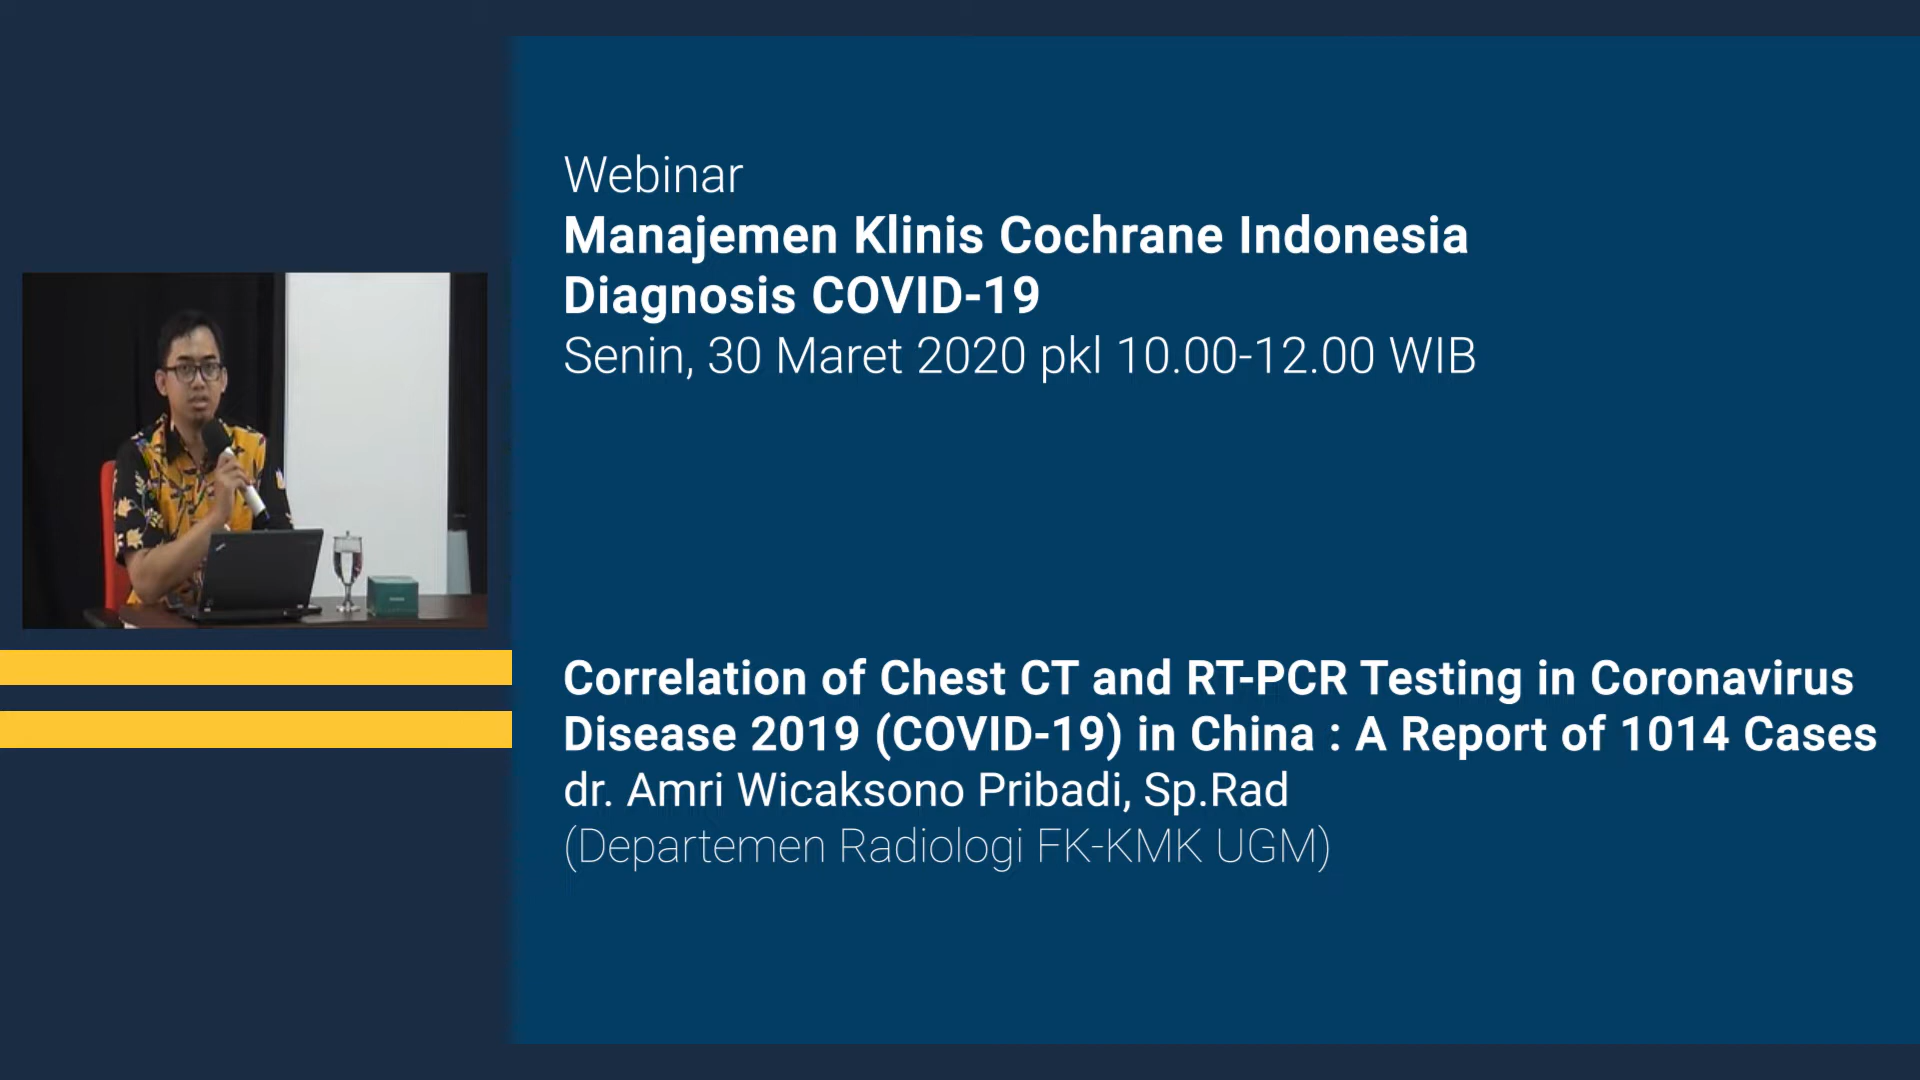 Webinar
Manajemen Klinis Cochrane Indonesia
Diagnosis COVID-19
Senin, 30 Maret 2020 pkl 10.00-12.00 WIB
Correlation of Chest CT and RT-PCR Testing in Coronavirus
Disease 2019 (COVID-19) in China : A Report of 1014 Cases
dr. Amri Wicaksono Pribadi, Sp.Rad
(Departemen Radiologi FK-KMK UGM)